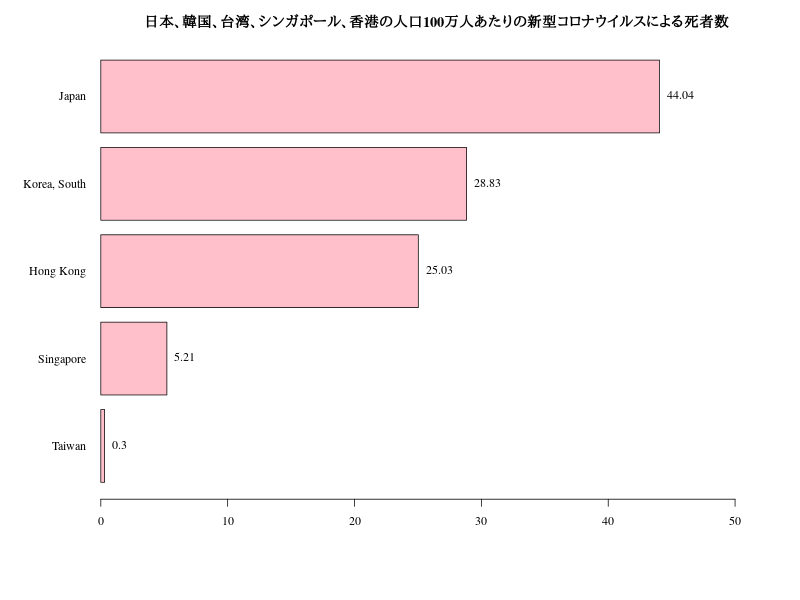 日本、韓国、台湾、シンガポール、香港の人口100万人あたりの新型コロナウイルスによる死者数
Japan 44.04
Korea, South 28.83
Hong Kong 25.03
Singapore 5.21
Taiwan 0.3
0 10 20 30 40 50